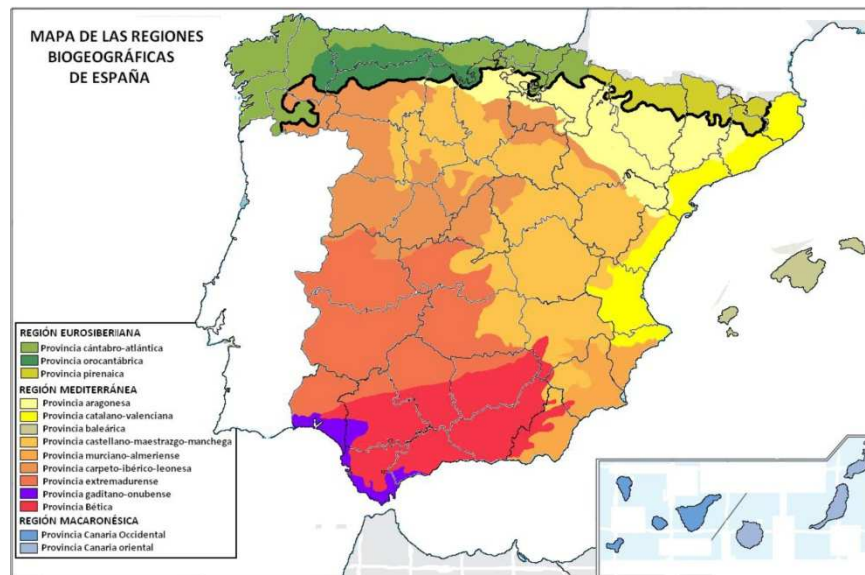 MAPA DE LAS REGIONES
BIOGEOGRÁFICAS
DE ESPAÑA
REGIÓN EUROSIBERIANA
Provincia cántabro-atlántica
Provincia orocantábrica
Provincia pirenaica
REGIÓN MEDITERRÁNEA
Provincia aragonesa
Provincia catalano-valenciana
Provincia baleárica
Provincia castellano-maestrazgo-manchega
Provincia murciano-almeriense
Provincia carpeto-ibérico-leonesa
Provincia extremadurense
Provincia gaditano-onubense
Provincia Bética
REGIÓN MACARONÉSICA
Provincia Canaria Occidental
Provincia Canaria oriental